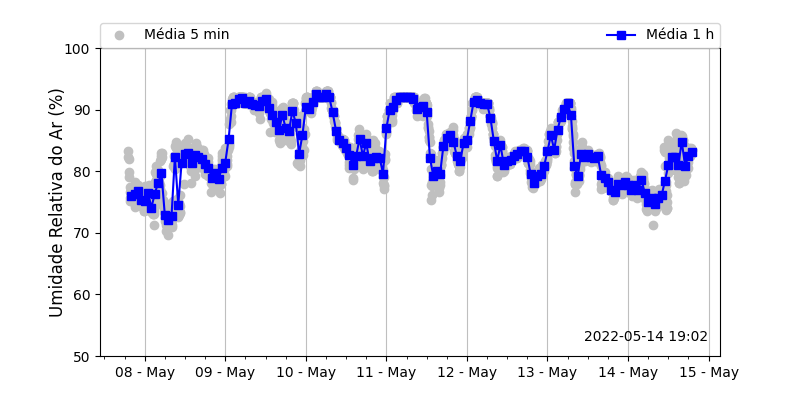 Média 5 min Média 1 h
Umidade Relativa do Ar (%)
100
90
80
70
60
50
2022-05-14 19:02
08 - May 09 - May 10 - May 11 - May 12 - May 13 - May 14 - May 15 - May